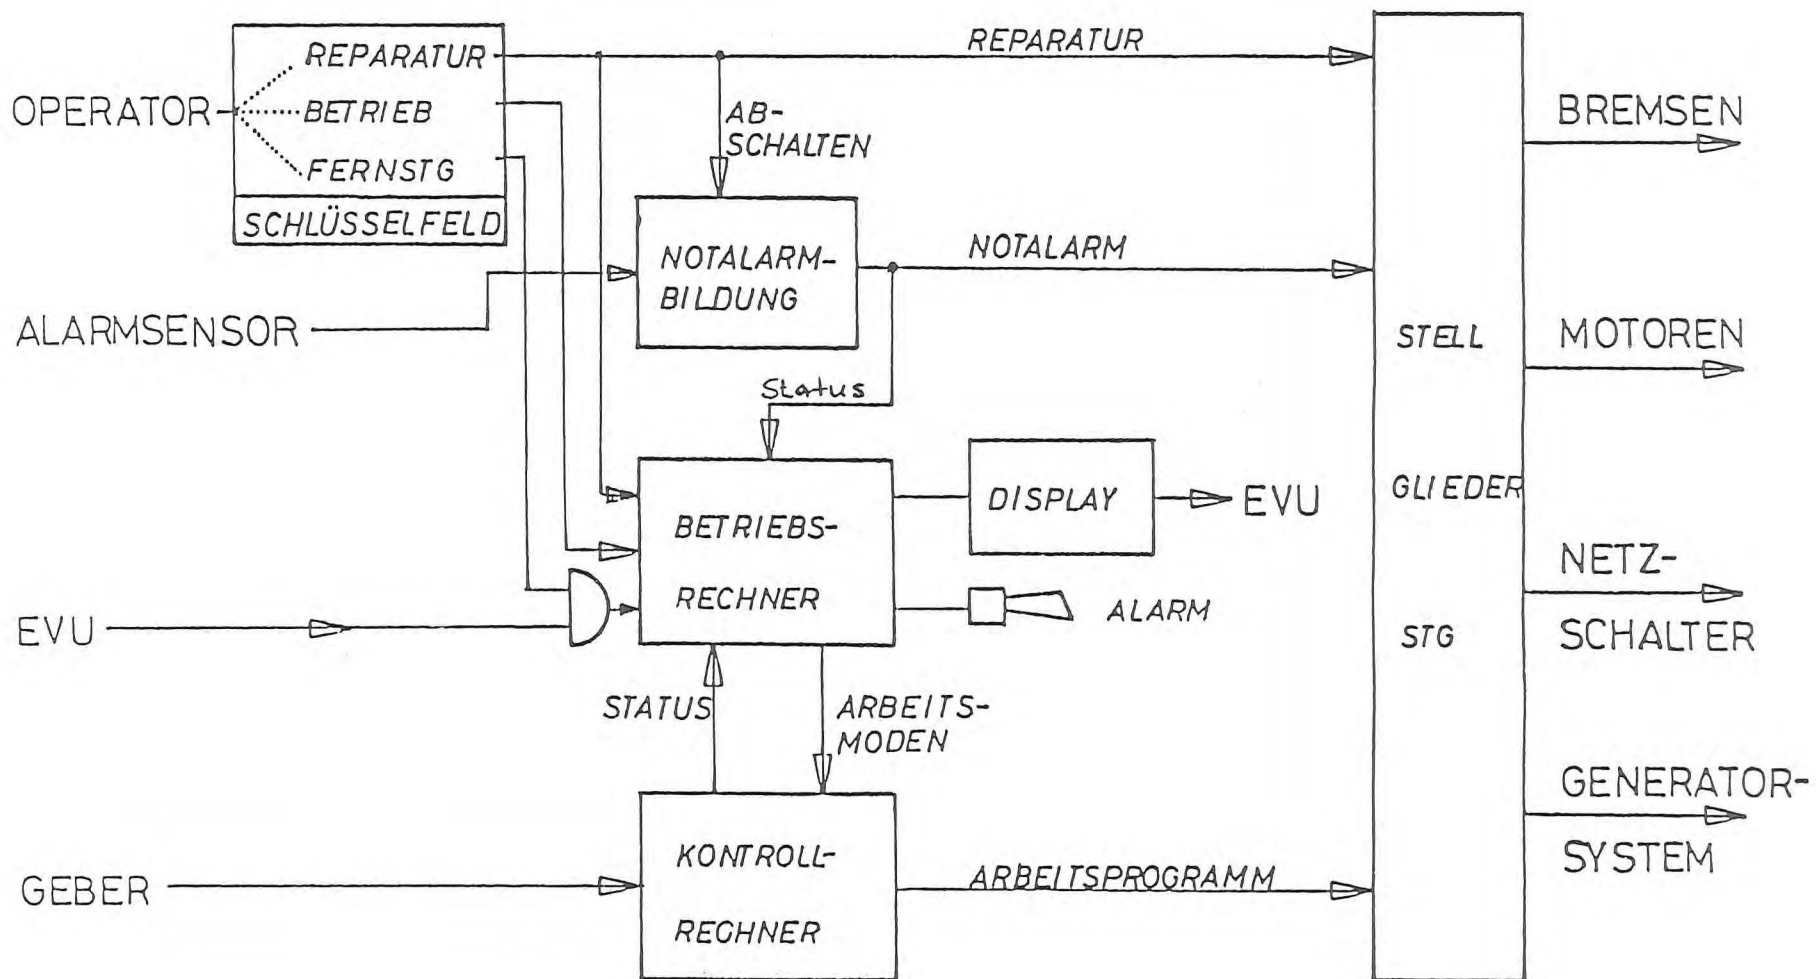 OPERATOR
REPARATUR
BETRIEB
FERNSTG
SCHLÜSSELFELD
REPARATUR
AB-
SCHALTEN
NOTALARM-
BILDUNG
NOTALARM
ALARMSENSOR
Status
BETRIEBS-
RECHNER
DISPLAY
EVU
ALARM
EVU
STATUS
ARBEITS-
MODEN
GEBER
KONTROLL-
RECHNER
ARBEITSPROGRAMM
STELL
GLIEDER
STG
BREMSEN
MOTOREN
NETZ-
SCHALTER
GENERATOR-
SYSTEM